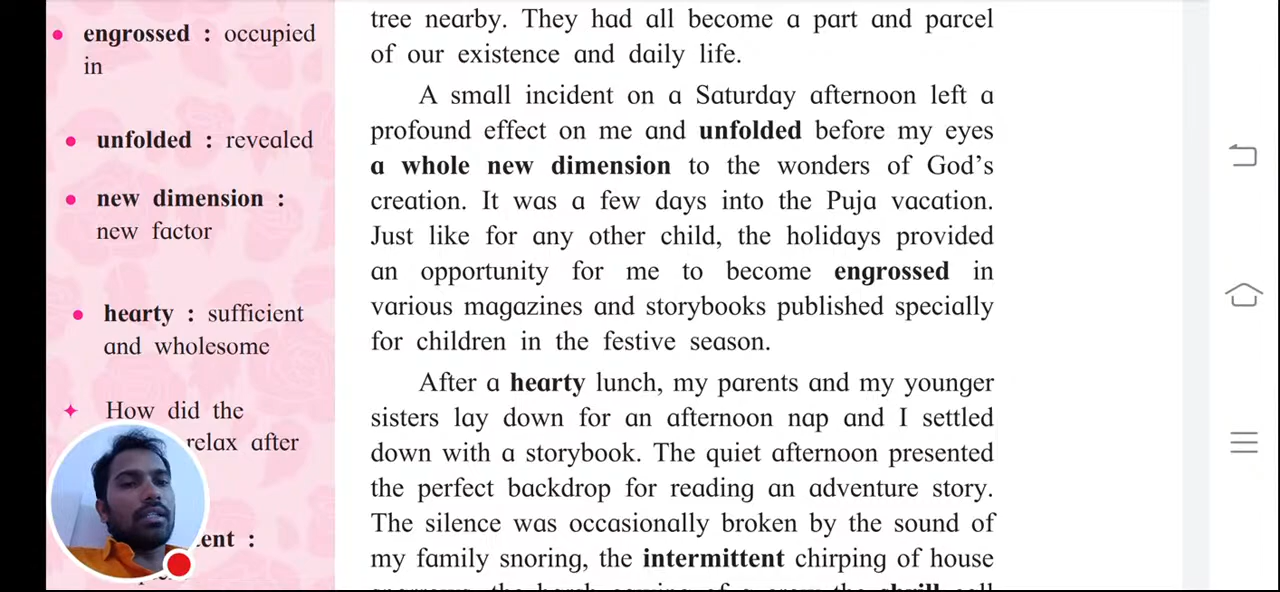 engrossed : occupied
in
unfolded : revealed
new dimension :
new factor
hearty : sufficient
and wholesome
How did the
relax after
tree nearby. They had all become a part and parcel
of our existence and daily life.
A small incident on a Saturday afternoon left a
profound effect on me and unfolded before my eyes
a whole new dimension to the wonders of God's
creation. It was a few days into the Puja vacation.
Just like for any other child, the holidays provided
an opportunity for me to become engrossed in
various magazines and storybooks published specially
for children in the festive season.
After a hearty lunch, my parents and my younger
sisters lay down for an afternoon nap and I settled
down with a storybook. The quiet afternoon presented
the perfect backdrop for reading an adventure story.
The silence was occasionally broken by the sound of
my family snoring, the intermittent chirping of house